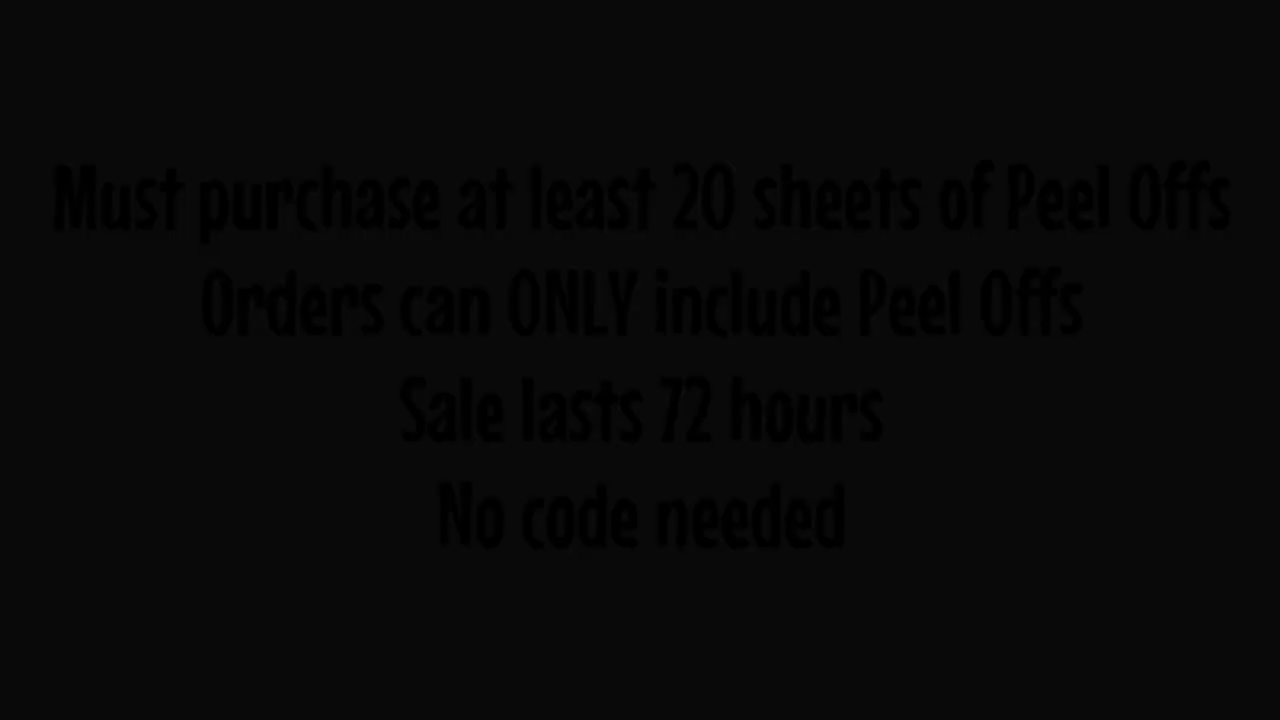 Must purchase at least 20 sheets of Peel Offs
Orders can ONLY include Peel Offs
Sale lasts 72 hours
No code needed